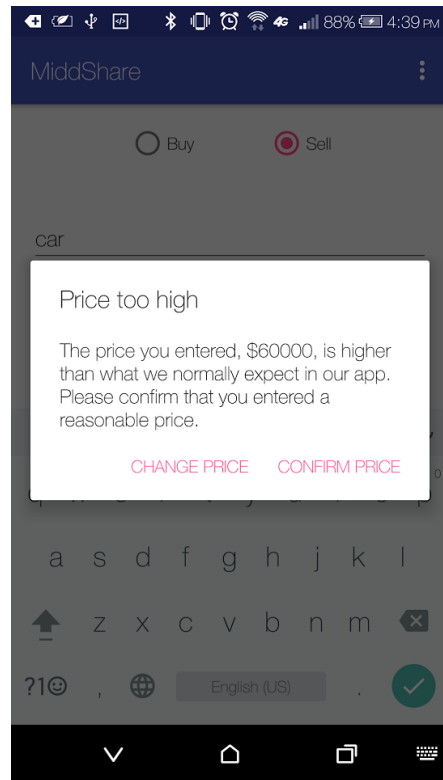 4G 88% 4:39 PM
MiddShare
Buy Sell
car
Price too high
The price you entered, $60000, is higher
than what we normally expect in our app.
Please confirm that you entered a
reasonable price.
CHANGE PRICE CONFIRM PRICE
0
a s d f g h j k l
z x c v b n m
?1☺ , English (US) .